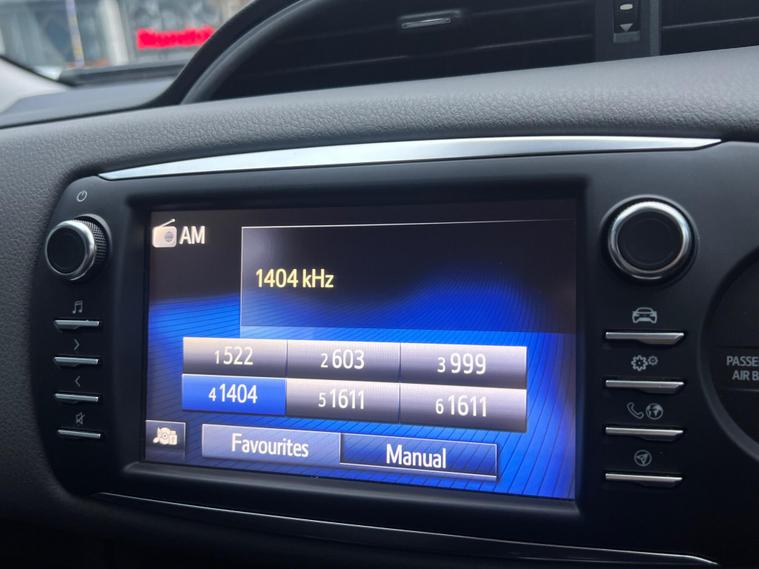 AM
1404 kHz
1 522 2 603 3 999
4 1404 5 1611 6 1611
Favourites Manual
PASSE
AIR B